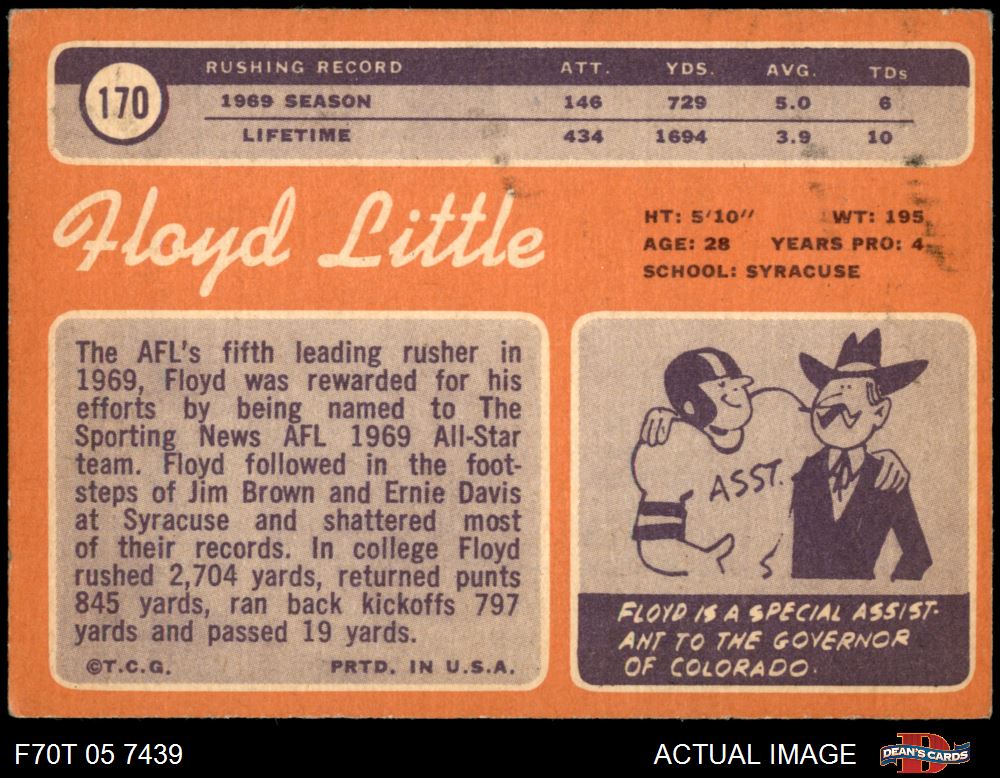 170
RUSHING RECORD ATT. YDS. AVG. TDs
1969 SEASON 146 729 5.0 6
LIFETIME 434 1694 3.9 10
Floyd Little
HT: 5'10" WT: 195
AGE: 28 YEARS PRO: 4
SCHOOL: SYRACUSE
The AFL's fifth leading rusher in
1969, Floyd was rewarded for his
efforts by being named to The
Sporting News AFL 1969 All-Star
team. Floyd followed in the foot-
steps of Jim Brown and Ernie Davis
at Syracuse and shattered most
of their records. In college Floyd
rushed 2,704 yards, returned punts
845 yards, ran back kickoffs 797
yards and passed 19 yards.
©T.C.G. PRTD. IN U.S.A.
ASST.
FLOYD IS A SPECIAL ASSIST-
ANT TO THE GOVERNOR
OF COLORADO.
F70T 05 7439 ACTUAL IMAGE
DEAN'S CARDS